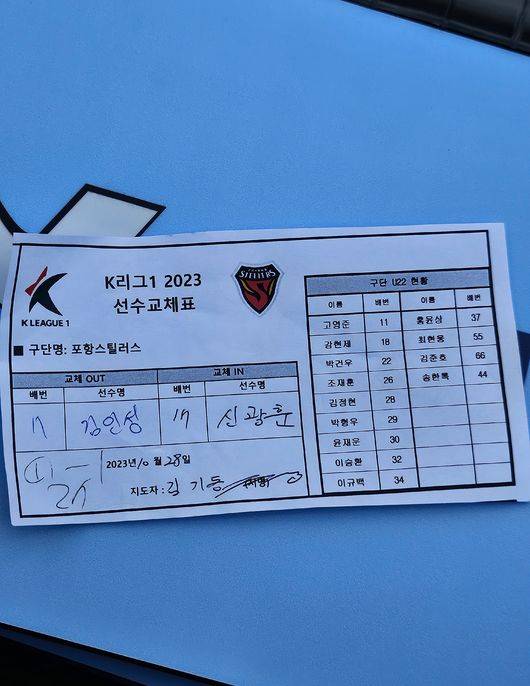 K리그1 2023
선수교체표
K LEAGUE 1
STEELERS
■ 구단명: 포항스틸러스
교체 OUT 교체 IN
배번 선수명 배번 선수명
김인성 17 신광훈
2023년 10 월 28일
지도자 : 김 기동 (서명)
구단 U22 현황
이름 배번 이름 배번
고영준 11 홍윤상 37
강현제 18 최현웅 55
박건우 22 김준호 66
조재훈 26 송한록 44
김정현 28
박형우 29
윤재운 30
이승환 32
이규백 34